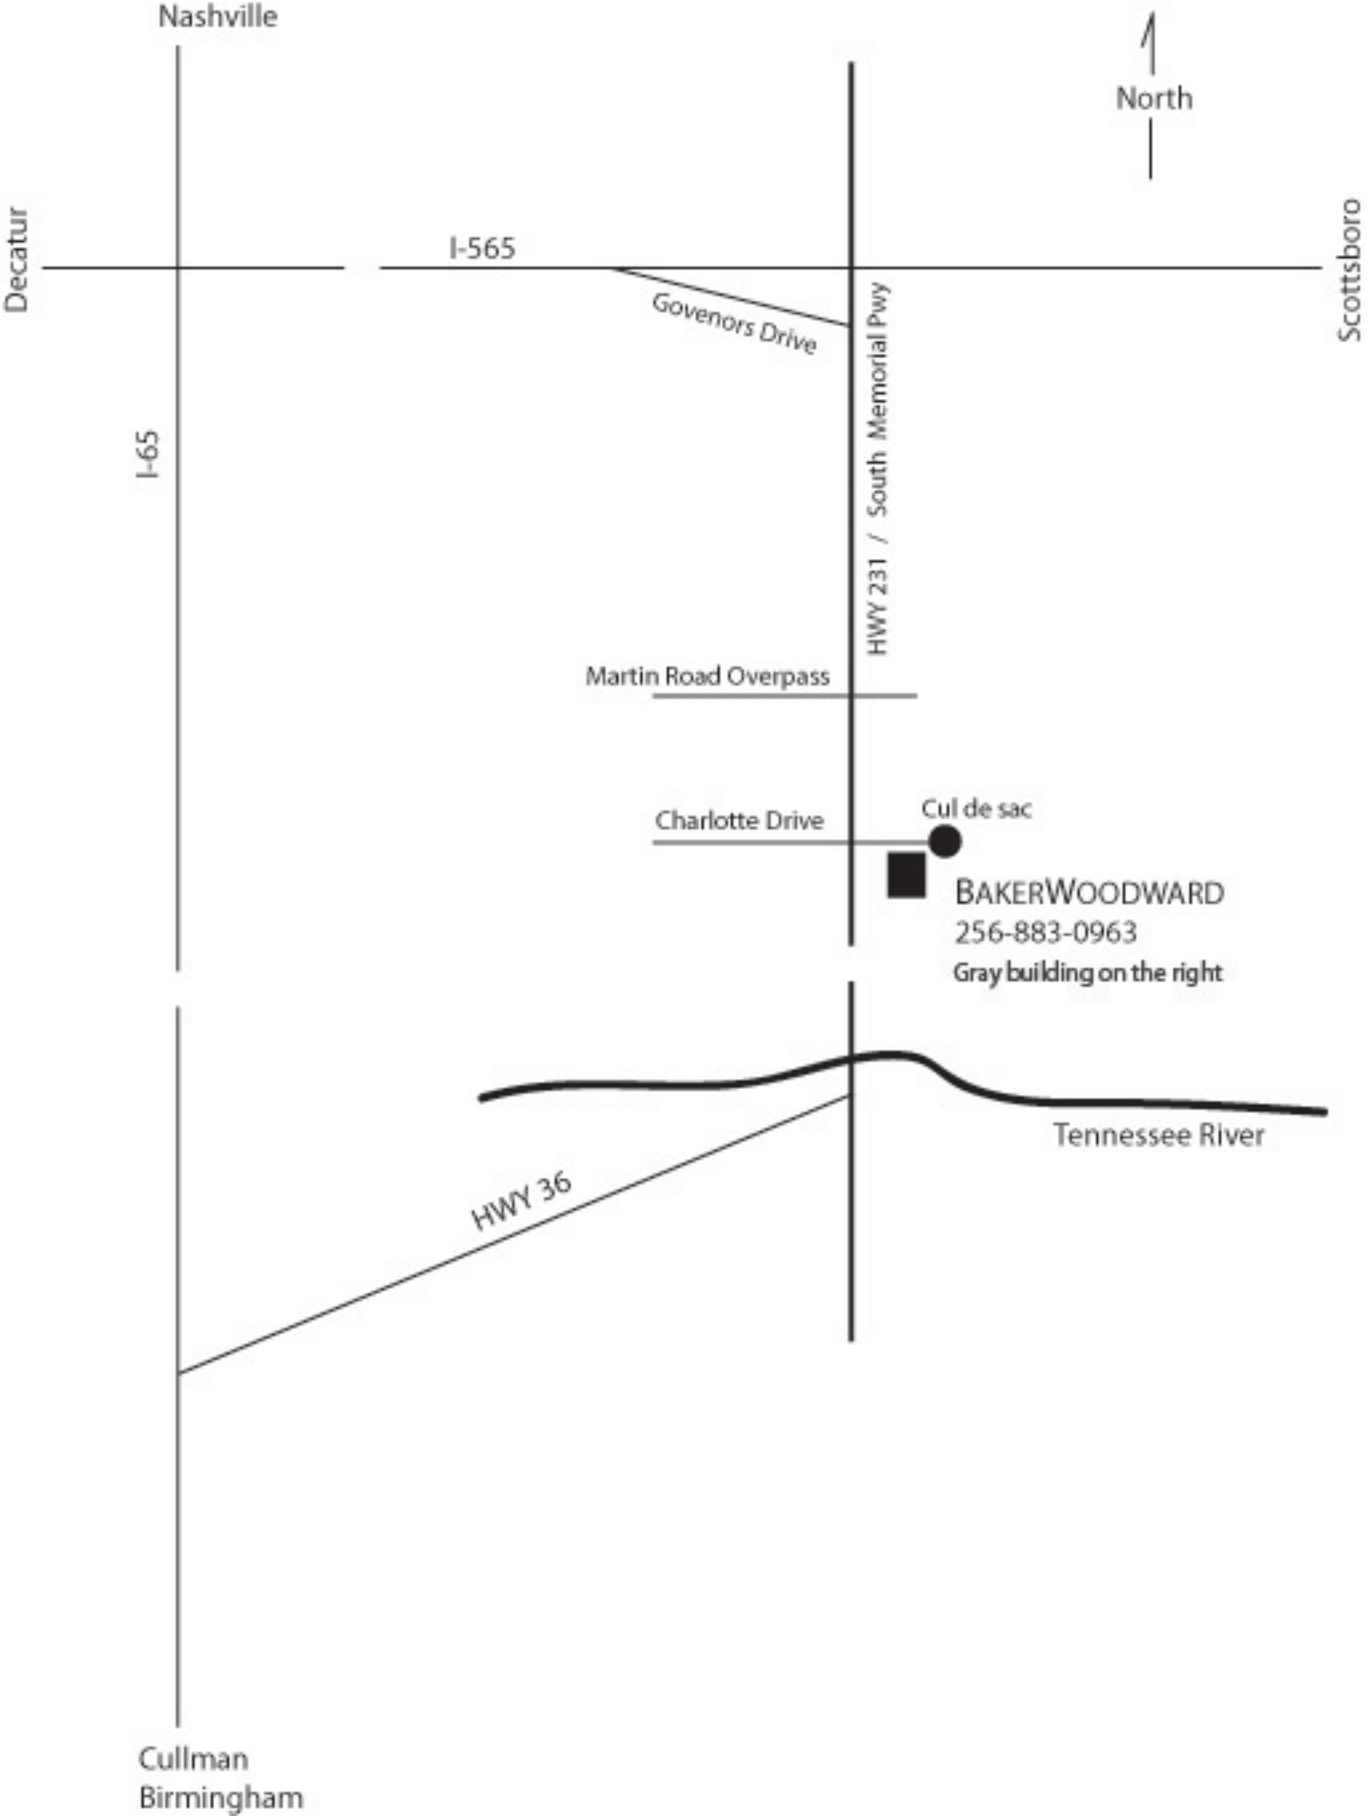 Nashville
North
Decatur
Scottsboro
I-565
Govenors Drive
HWY 231 / South Memorial Pwy
I-65
Martin Road Overpass
Cul de sac
Charlotte Drive
BAKERWOODWARD
256-883-0963
Gray building on the right
Tennessee River
HWY 36
Cullman
Birmingham